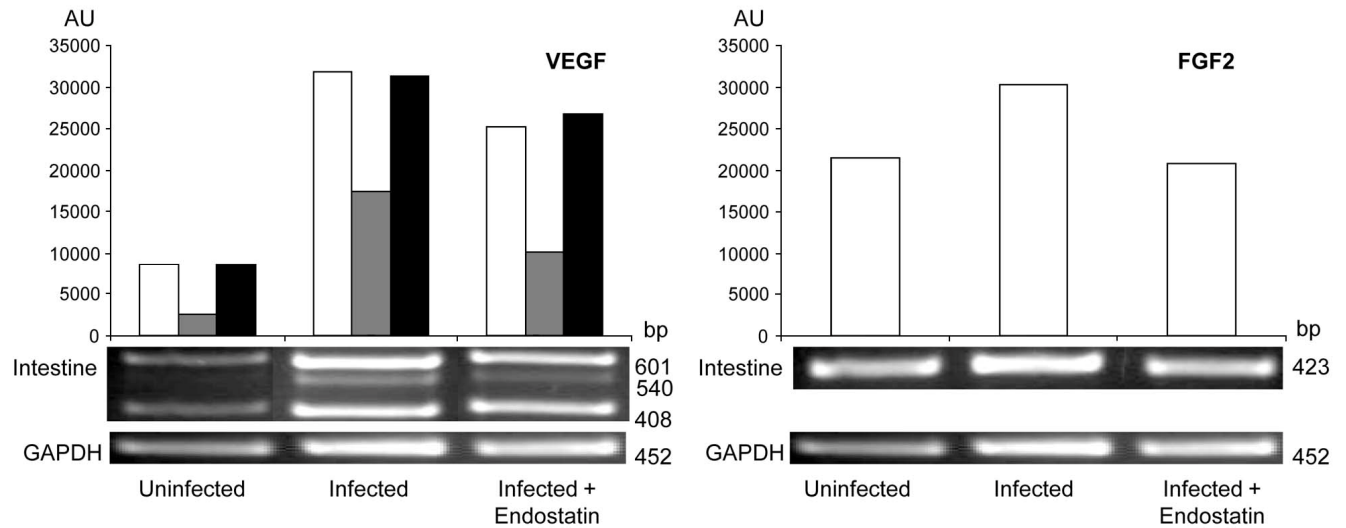 AU
VEGF
35000
30000
25000
20000
15000
10000
5000
0
bp
Intestine
601
540
408
GAPDH
452
Uninfected
Infected
Infected +
Endostatin
AU
FGF2
35000
30000
25000
20000
15000
10000
5000
0
bp
Intestine
423
GAPDH
452
Uninfected
Infected
Infected +
Endostatin